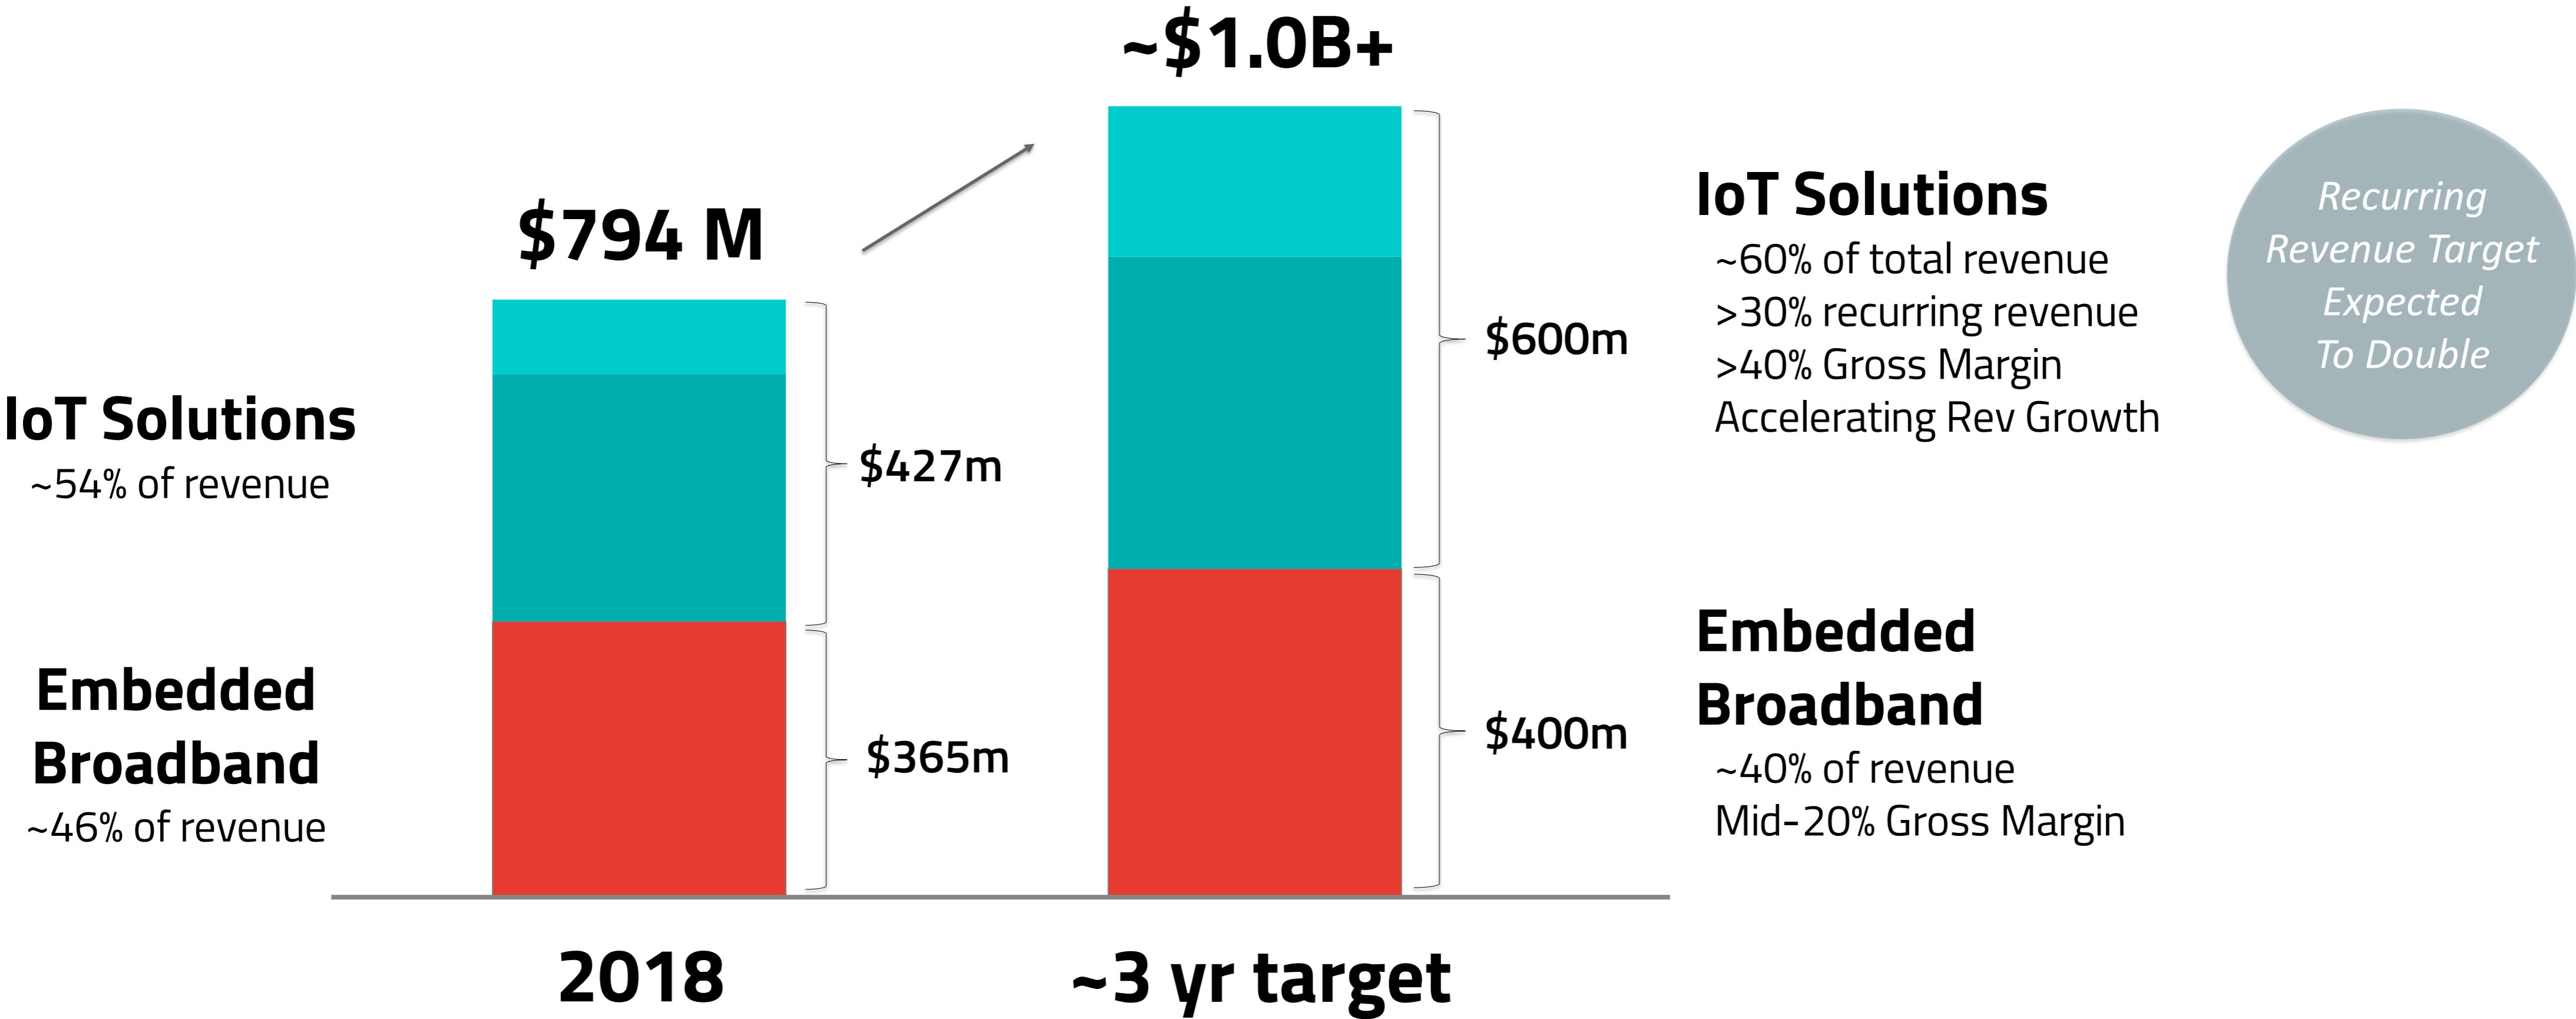 ~$1.0B+
$794 M
IoT Solutions
~54% of revenue
$427m
Embedded
Broadband
~46% of revenue
$365m
$600m
$400m
IoT Solutions
~60% of total revenue
>30% recurring revenue
>40% Gross Margin
Accelerating Rev Growth
Embedded
Broadband
~40% of revenue
Mid-20% Gross Margin
Recurring
Revenue Target
Expected
To Double
2018
~3 yr target